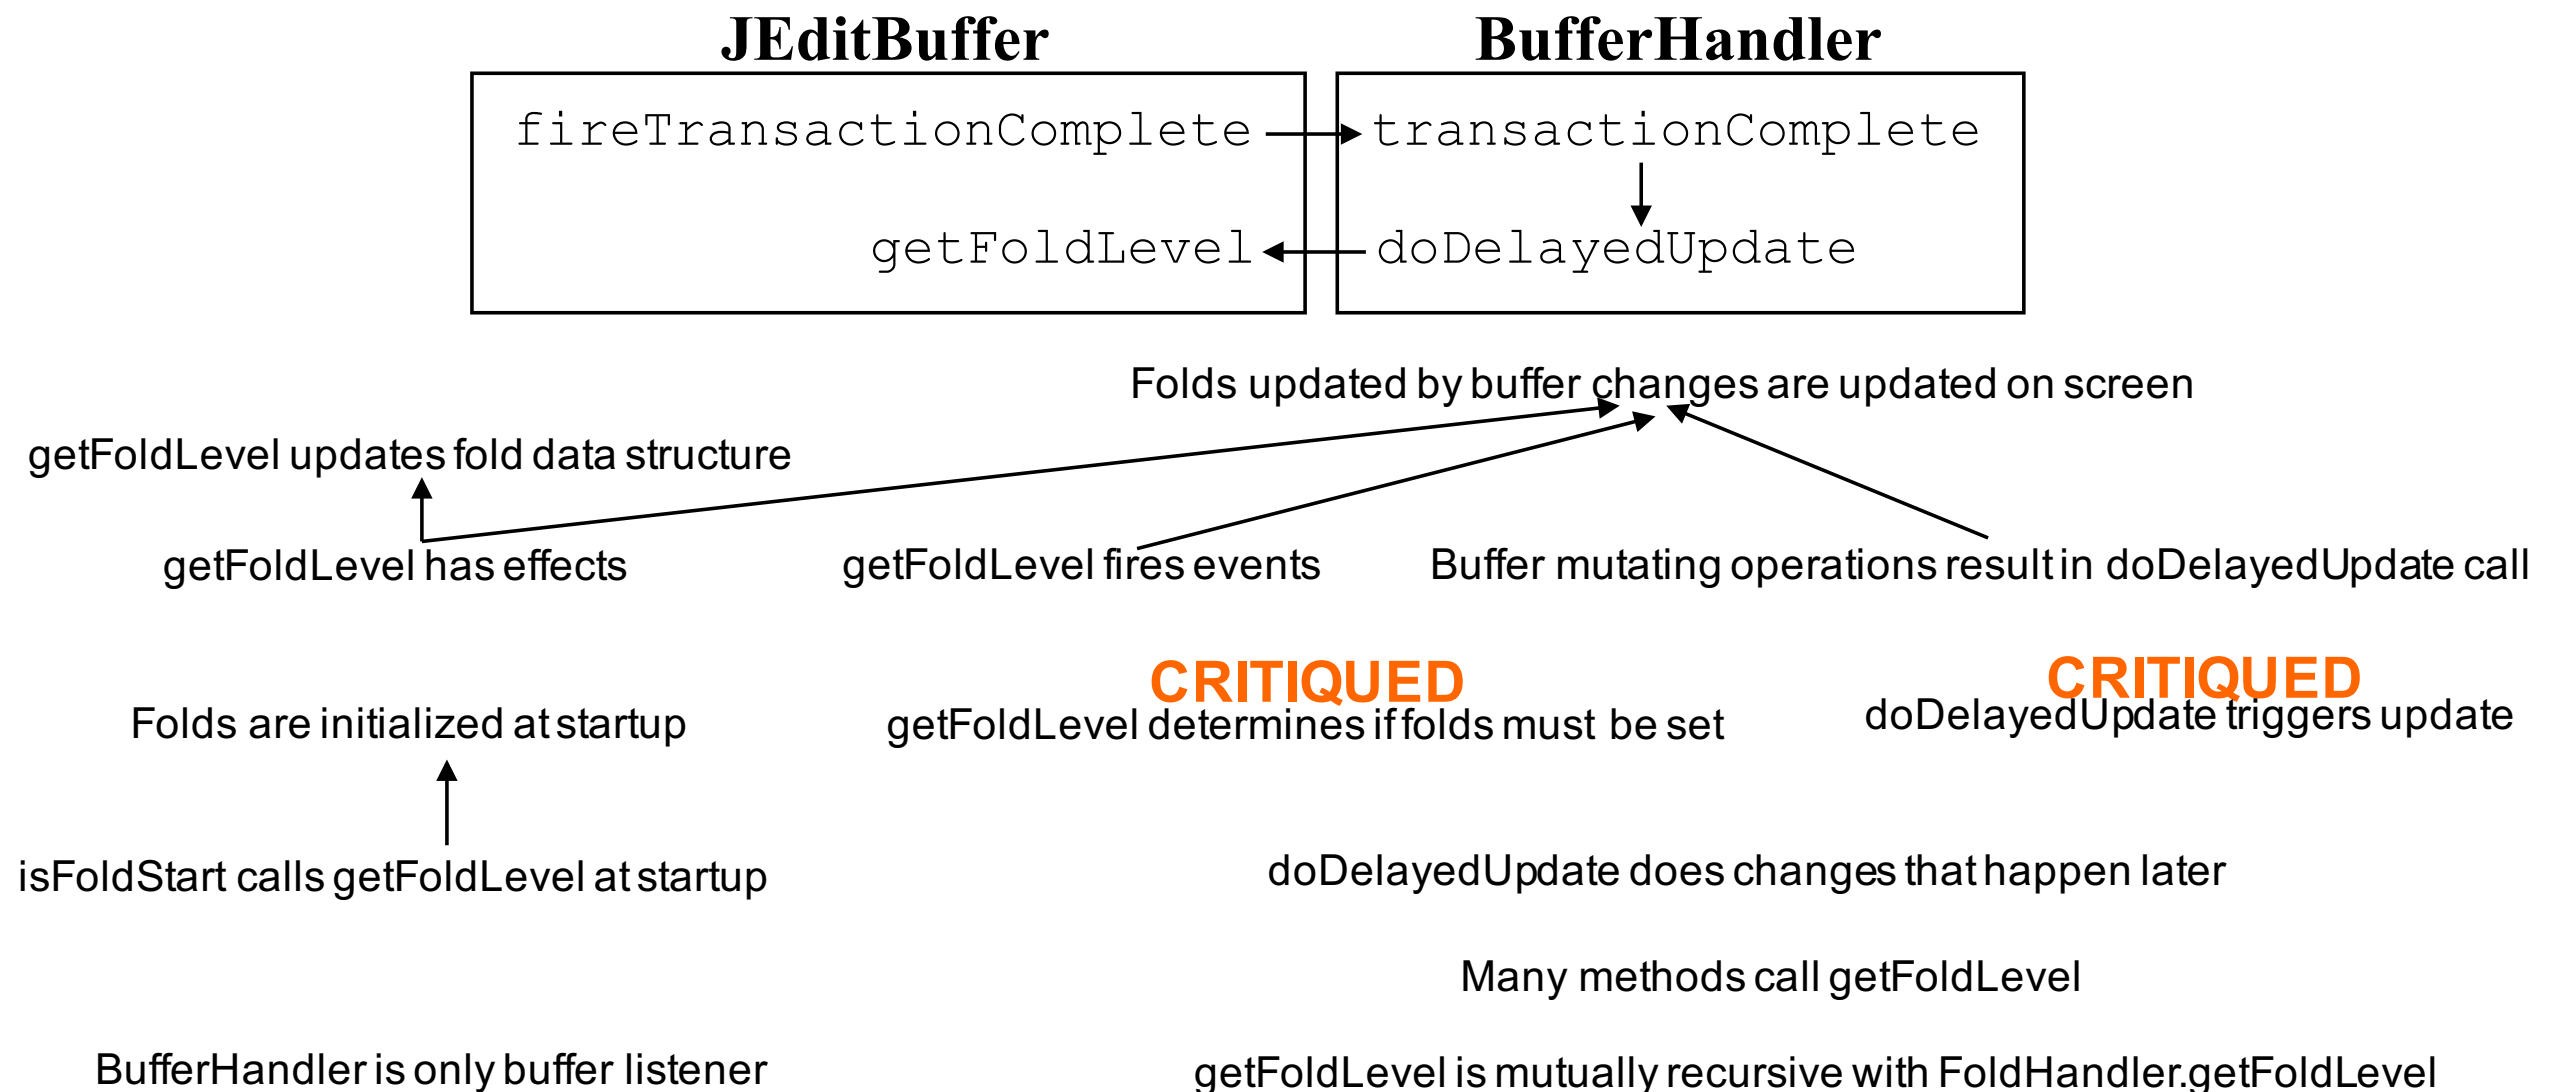 JEditBuffer
BufferHandler
fireTransactionComplete
transactionComplete
getFoldLevel
doDelayedUpdate
Folds updated by buffer changes are updated on screen
getFoldLevel updates fold data structure
getFoldLevel has effects
getFoldLevel fires events
Buffer mutating operations result in doDelayedUpdate call
CRITIQUED
CRITIQUED
Folds are initialized at startup
getFoldLevel determines if folds must be set
doDelayedUpdate triggers update
isFoldStart calls getFoldLevel at startup
doDelayedUpdate does changes that happen later
Many methods call getFoldLevel
BufferHandler is only buffer listener
getFoldLevel is mutually recursive with FoldHandler.getFoldLevel